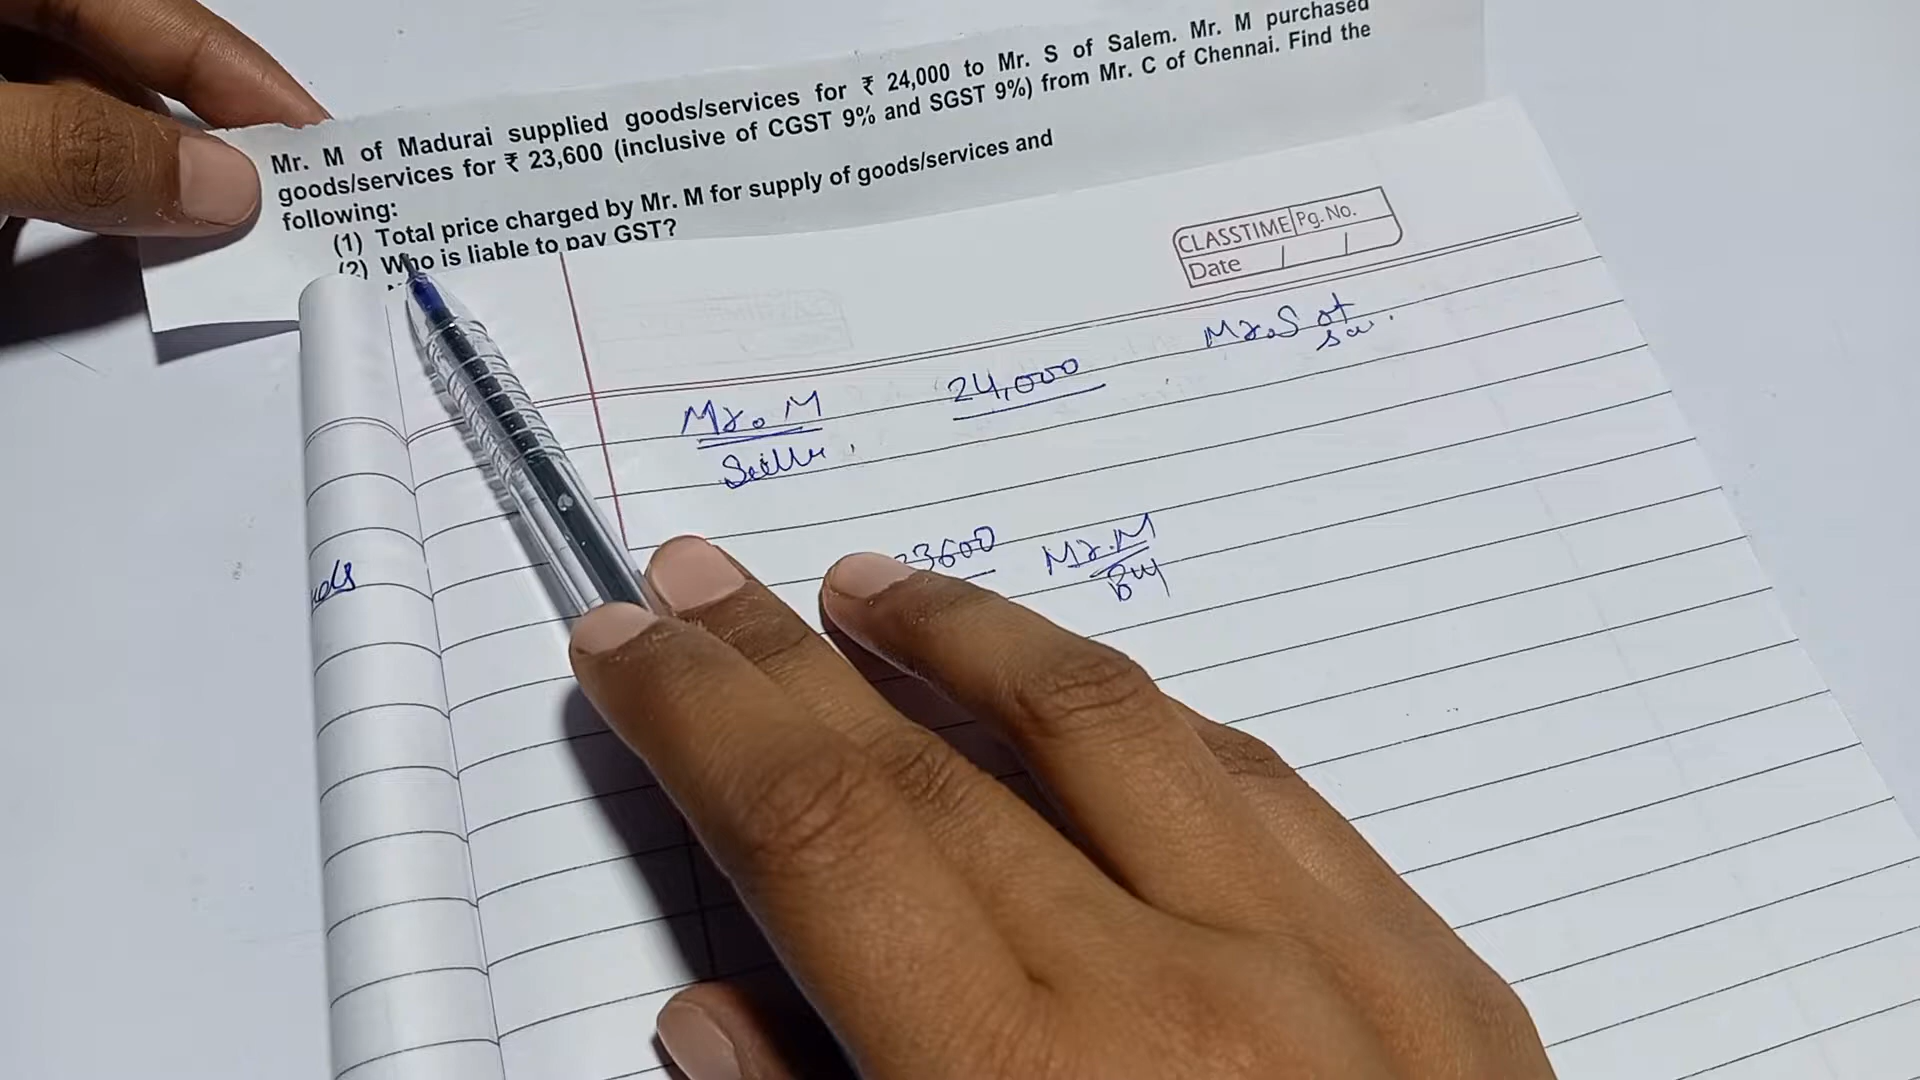 Mr. M of Madurai supplied goods/services for ₹ 24,000 to Mr. S of Salem. Mr. M purchased
goods/services for ₹ 23,600 (inclusive of CGST 9% and SGST 9%) from Mr. C of Chennai. Find the
following:
(1) Total price charged by Mr. M for supply of goods/services and
(2) Who is liable to pay GST?
CLASSTIME Pg. No.
Date / /
Mr. S of
24,000
Mr. M
3600
Mr. M